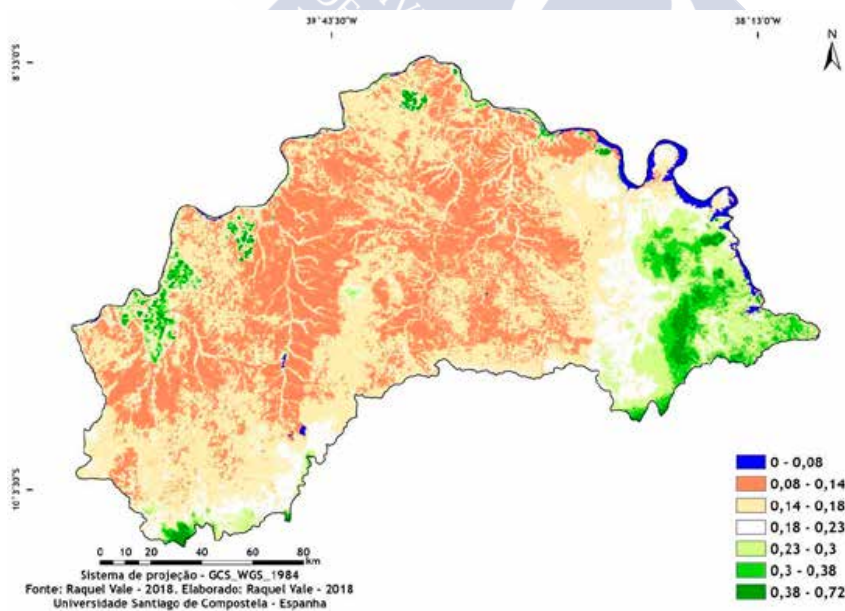 39°43'30"W
38°13'0"W
N
8°33'0"S
10°3'30"S
0 - 0,08
0,08 - 0,14
0,14 - 0,18
0,18 - 0,23
0,23 - 0,3
0,3 - 0,38
0,38 - 0,72
0 10 20 40 60 80
km
Sistema de projeção - GCS_WGS_1984
Fonte: Raquel Vale - 2018. Elaborado: Raquel Vale - 2018
Universidade Santiago de Compostela - Espanha